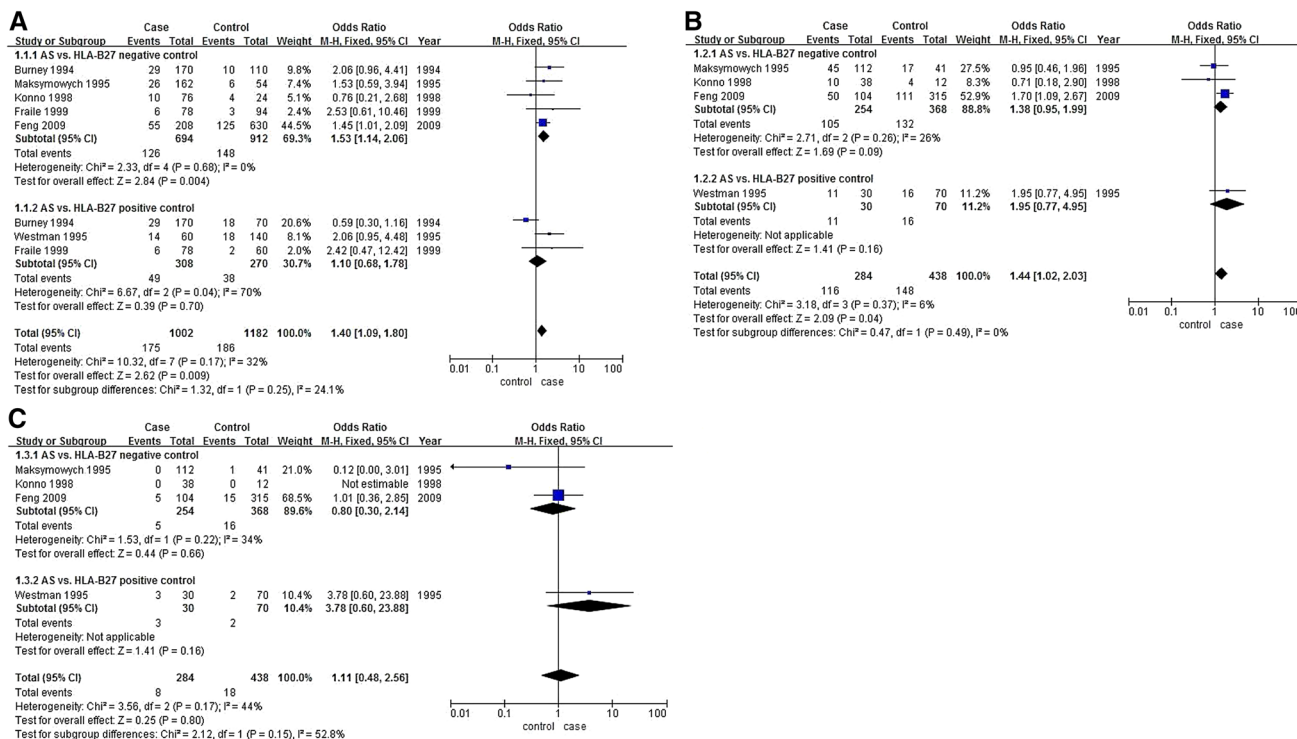 A
Case Control Odds Ratio Odds Ratio
Study or Subgroup Events Total Events Total Weight M-H, Fixed, 95% CI Year M-H, Fixed, 95% CI
1.1.1 AS vs. HLA-B27 negative control
Burney 1994 29 170 10 110 9.8% 2.06 [0.96, 4.41] 1994
Maksymowych 1995 26 162 6 54 7.4% 1.53 [0.59, 3.94] 1995
Konno 1998 10 76 4 24 5.1% 0.76 [0.21, 2.68] 1998
Fraile 1999 6 78 3 94 2.4% 2.53 [0.61, 10.46] 1999
Feng 2009 55 208 125 630 44.5% 1.45 [1.01, 2.09] 2009
Subtotal (95% CI) 694 912 69.3% 1.53 [1.14, 2.06]
Total events 126 148
Heterogeneity: Chi² = 2.33, df = 4 (P = 0.68); I² = 0%
Test for overall effect: Z = 2.84 (P = 0.004)
1.1.2 AS vs. HLA-B27 positive control
Burney 1994 29 170 18 70 20.6% 0.59 [0.30, 1.16] 1994
Westman 1995 14 60 18 140 8.1% 2.06 [0.95, 4.48] 1995
Fraile 1999 6 78 2 60 2.0% 2.42 [0.47, 12.42] 1999
Subtotal (95% CI) 308 270 30.7% 1.10 [0.68, 1.78]
Total events 49 38
Heterogeneity: Chi² = 6.67, df = 2 (P = 0.04); I² = 70%
Test for overall effect: Z = 0.39 (P = 0.70)
Total (95% CI) 1002 1182 100.0% 1.40 [1.09, 1.80]
Total events 175 186
Heterogeneity: Chi² = 10.32, df = 7 (P = 0.17); I² = 32%
Test for overall effect: Z = 2.62 (P = 0.009)
Test for subgroup differences: Chi² = 1.32, df = 1 (P = 0.25), I² = 24.1%
0.01 0.1 1 10 100
control case
B
Case Control Odds Ratio Odds Ratio
Study or Subgroup Events Total Events Total Weight M-H, Fixed, 95% CI Year M-H, Fixed, 95% CI
1.2.1 AS vs. HLA-B27 negative control
Maksymowych 1995 45 112 17 41 27.5% 0.95 [0.46, 1.96] 1995
Konno 1998 10 38 4 12 8.3% 0.71 [0.18, 2.90] 1998
Feng 2009 50 104 111 315 52.9% 1.70 [1.09, 2.67] 2009
Subtotal (95% CI) 254 368 88.8% 1.38 [0.95, 1.99]
Total events 105 132
Heterogeneity: Chi² = 2.71, df = 2 (P = 0.26); I² = 26%
Test for overall effect: Z = 1.69 (P = 0.09)
1.2.2 AS vs. HLA-B27 positive control
Westman 1995 11 30 16 70 11.2% 1.95 [0.77, 4.95] 1995
Subtotal (95% CI) 30 70 11.2% 1.95 [0.77, 4.95]
Total events 11 16
Heterogeneity: Not applicable
Test for overall effect: Z = 1.41 (P = 0.16)
Total (95% CI) 284 438 100.0% 1.44 [1.02, 2.03]
Total events 116 148
Heterogeneity: Chi² = 3.18, df = 3 (P = 0.37); I² = 6%
Test for overall effect: Z = 2.09 (P = 0.04)
Test for subgroup differences: Chi² = 0.47, df = 1 (P = 0.49), I² = 0%
0.01 0.1 1 10 100
control case
C
Case Control Odds Ratio Odds Ratio
Study or Subgroup Events Total Events Total Weight M-H, Fixed, 95% CI Year M-H, Fixed, 95% CI
1.3.1 AS vs. HLA-B27 negative control
Maksymowych 1995 0 112 1 41 21.0% 0.12 [0.00, 3.01] 1995
Konno 1998 0 38 0 12 Not estimable 1998
Feng 2009 5 104 15 315 68.5% 1.01 [0.36, 2.85] 2009
Subtotal (95% CI) 254 368 89.6% 0.80 [0.30, 2.14]
Total events 5 16
Heterogeneity: Chi² = 1.53, df = 1 (P = 0.22); I² = 34%
Test for overall effect: Z = 0.44 (P = 0.66)
1.3.2 AS vs. HLA-B27 positive control
Westman 1995 3 30 2 70 10.4% 3.78 [0.60, 23.88] 1995
Subtotal (95% CI) 30 70 10.4% 3.78 [0.60, 23.88]
Total events 3 2
Heterogeneity: Not applicable
Test for overall effect: Z = 1.41 (P = 0.16)
Total (95% CI) 284 438 100.0% 1.11 [0.48, 2.56]
Total events 8 18
Heterogeneity: Chi² = 3.56, df = 2 (P = 0.17); I² = 44%
Test for overall effect: Z = 0.25 (P = 0.80)
Test for subgroup differences: Chi² = 2.12, df = 1 (P = 0.15), I² = 52.8%
0.01 0.1 1 10 100
control case